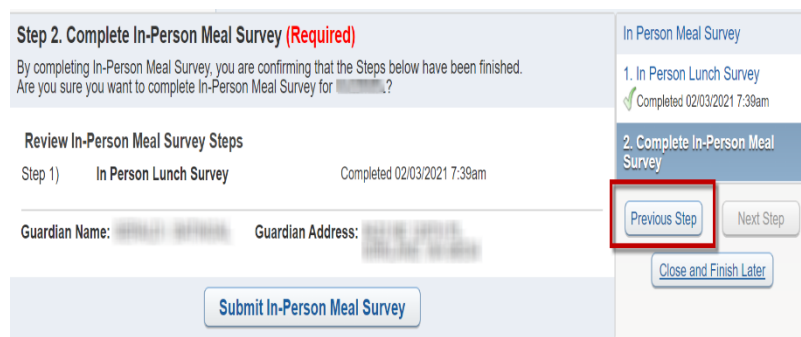 Step 2. Complete In-Person Meal Survey (Required)
By completing In-Person Meal Survey, you are confirming that the Steps below have been finished.
Are you sure you want to complete In-Person Meal Survey for ?
Review In-Person Meal Survey Steps
Step 1) In Person Lunch Survey Completed 02/03/2021 7:39am
Guardian Name: Guardian Address:
Submit In-Person Meal Survey
In Person Meal Survey
1. In Person Lunch Survey
Completed 02/03/2021 7:39am
2. Complete In-Person Meal
Survey
Previous Step Next Step
Close and Finish Later